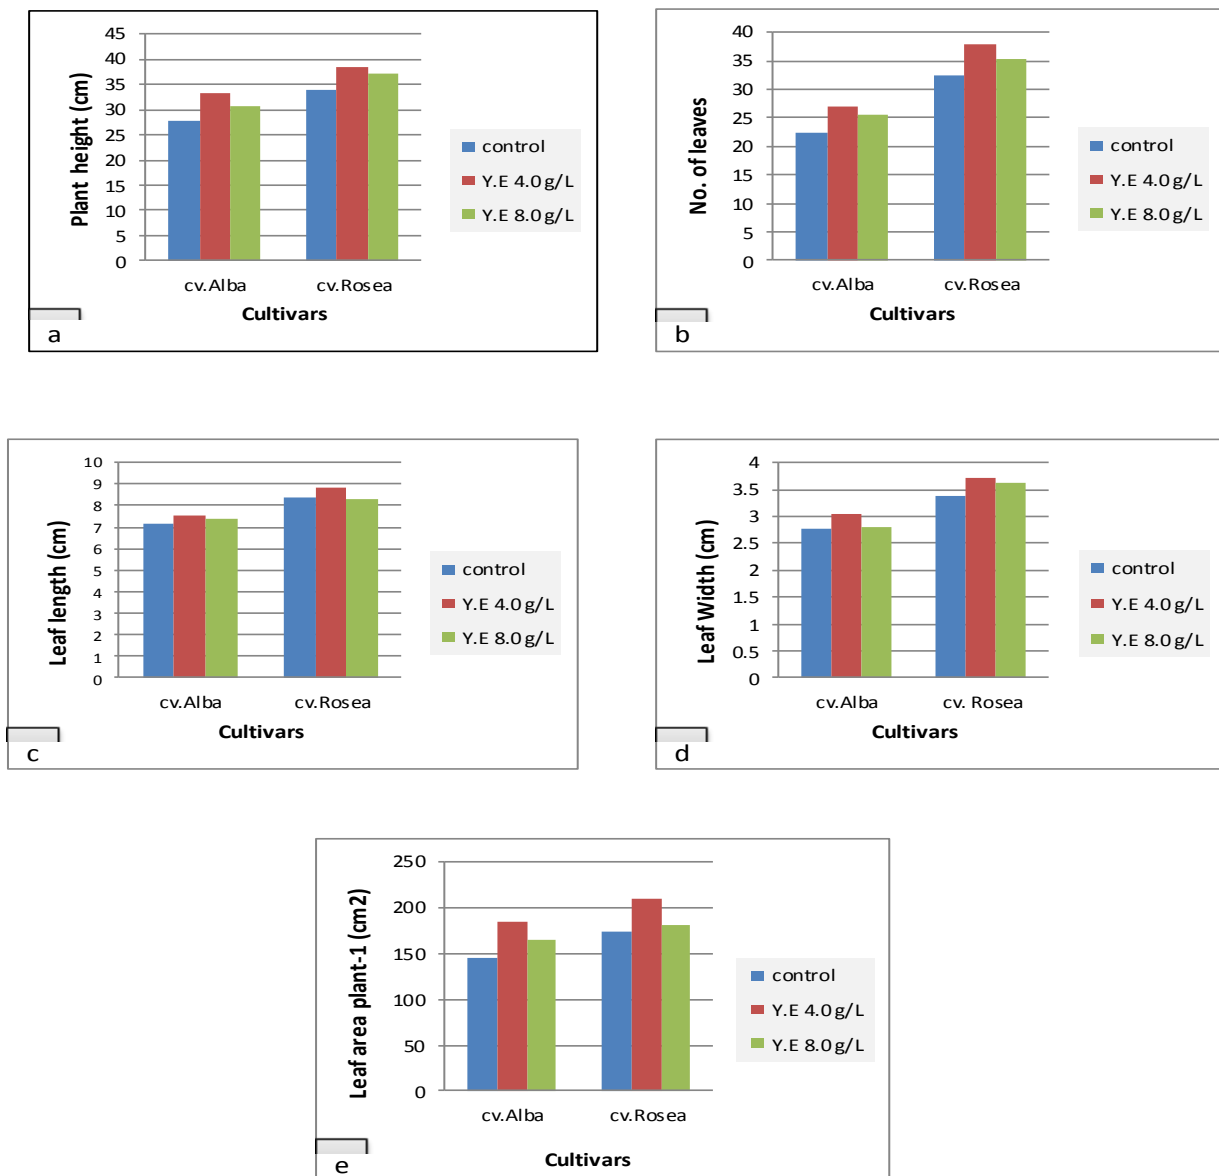 Plant height (cm)
45
40
35
30
25
20
15
10
5
0
cv.Alba
cv.Rosea
Cultivars
control
Y.E 4.0 g/L
Y.E 8.0 g/L
a
No. of leaves
40
35
30
25
20
15
10
5
0
cv.Alba
cv.Rosea
Cultivars
control
Y.E 4.0 g/L
Y.E 8.0 g/L
b
Leaf length (cm)
10
9
8
7
6
5
4
3
2
1
0
cv.Alba
cv.Rosea
Cultivars
control
Y.E 4.0 g/L
Y.E 8.0 g/L
c
Leaf Width (cm)
4
3.5
3
2.5
2
1.5
1
0.5
0
cv.Alba
cv. Rosea
Cultivars
control
Y.E 4.0 g/L
Y.E 8.0 g/L
d
Leaf area plant-1 (cm2)
250
200
150
100
50
0
cv.Alba
cv.Rosea
Cultivars
control
Y.E 4.0 g/L
Y.E 8.0 g/L
e